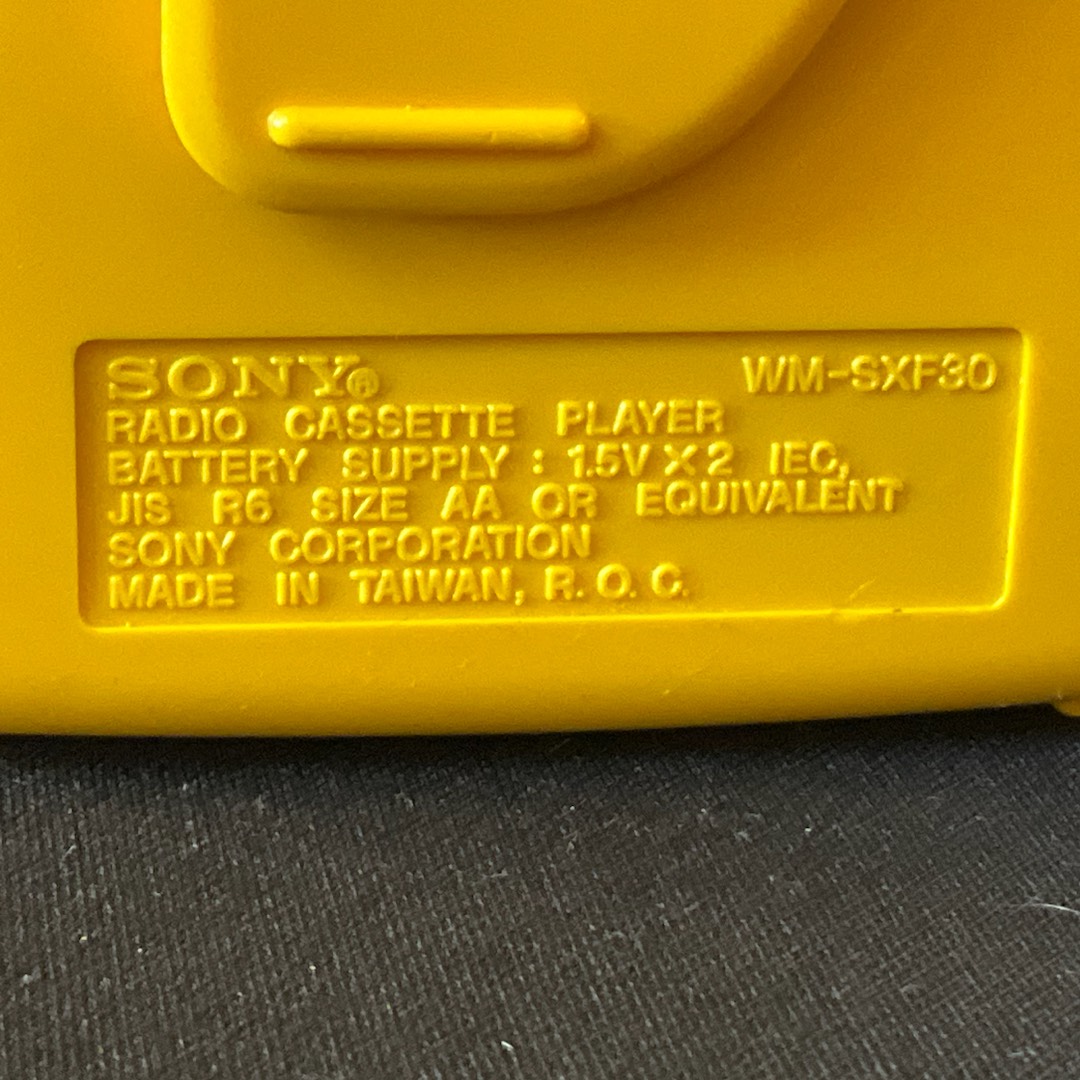 SONY® WM-SXF30
RADIO CASSETTE PLAYER
BATTERY SUPPLY : 1.5V X 2 IEC,
JIS R6 SIZE AA OR EQUIVALENT
SONY CORPORATION
MADE IN TAIWAN, R. O. C.